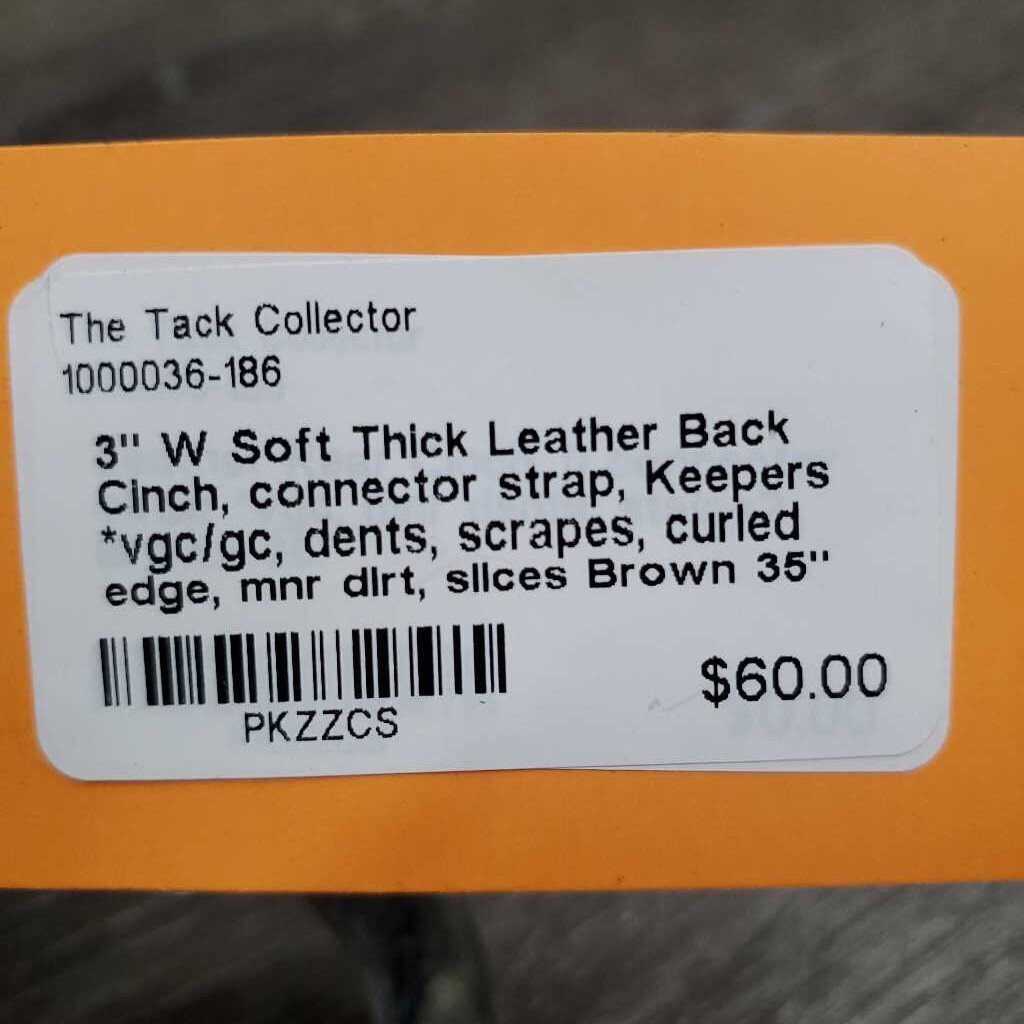 The Tack Collector
1000036-186
3" W Soft Thick Leather Back
Cinch, connector strap, Keepers
*vgc/gc, dents, scrapes, curled
edge, mnr dirt, slices Brown 35"
$60.00
PKZZCS